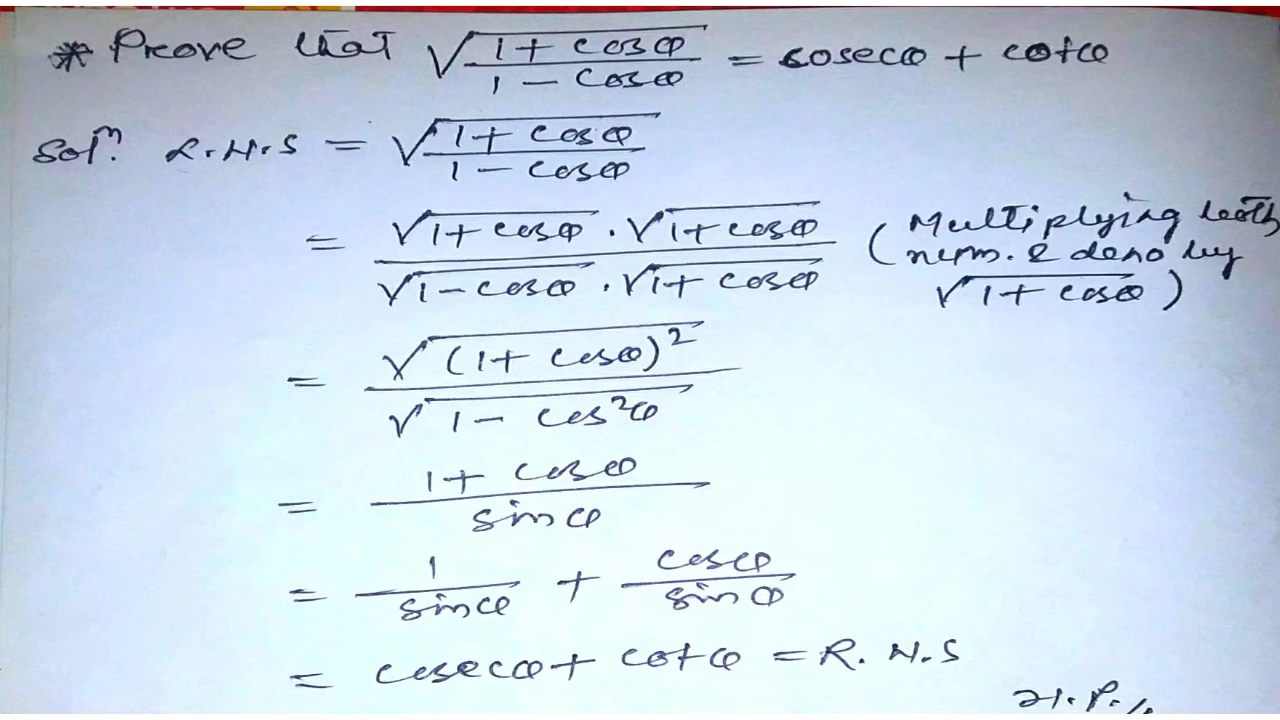 * Prove that √1+cosθ/1-cosθ = cosecθ + cotθ
Solⁿ. L.H.S = √1+cosθ/1-cosθ
= √1+cosθ . √1+cosθ / √1-cosθ . √1+cosθ (Multiplying both num. & deno by √1+cosθ)
= √(1+cosθ)² / √1-cos²θ
= 1+cosθ / sinθ
= 1/sinθ + cosθ/sinθ
= cosecθ + cotθ = R.H.S